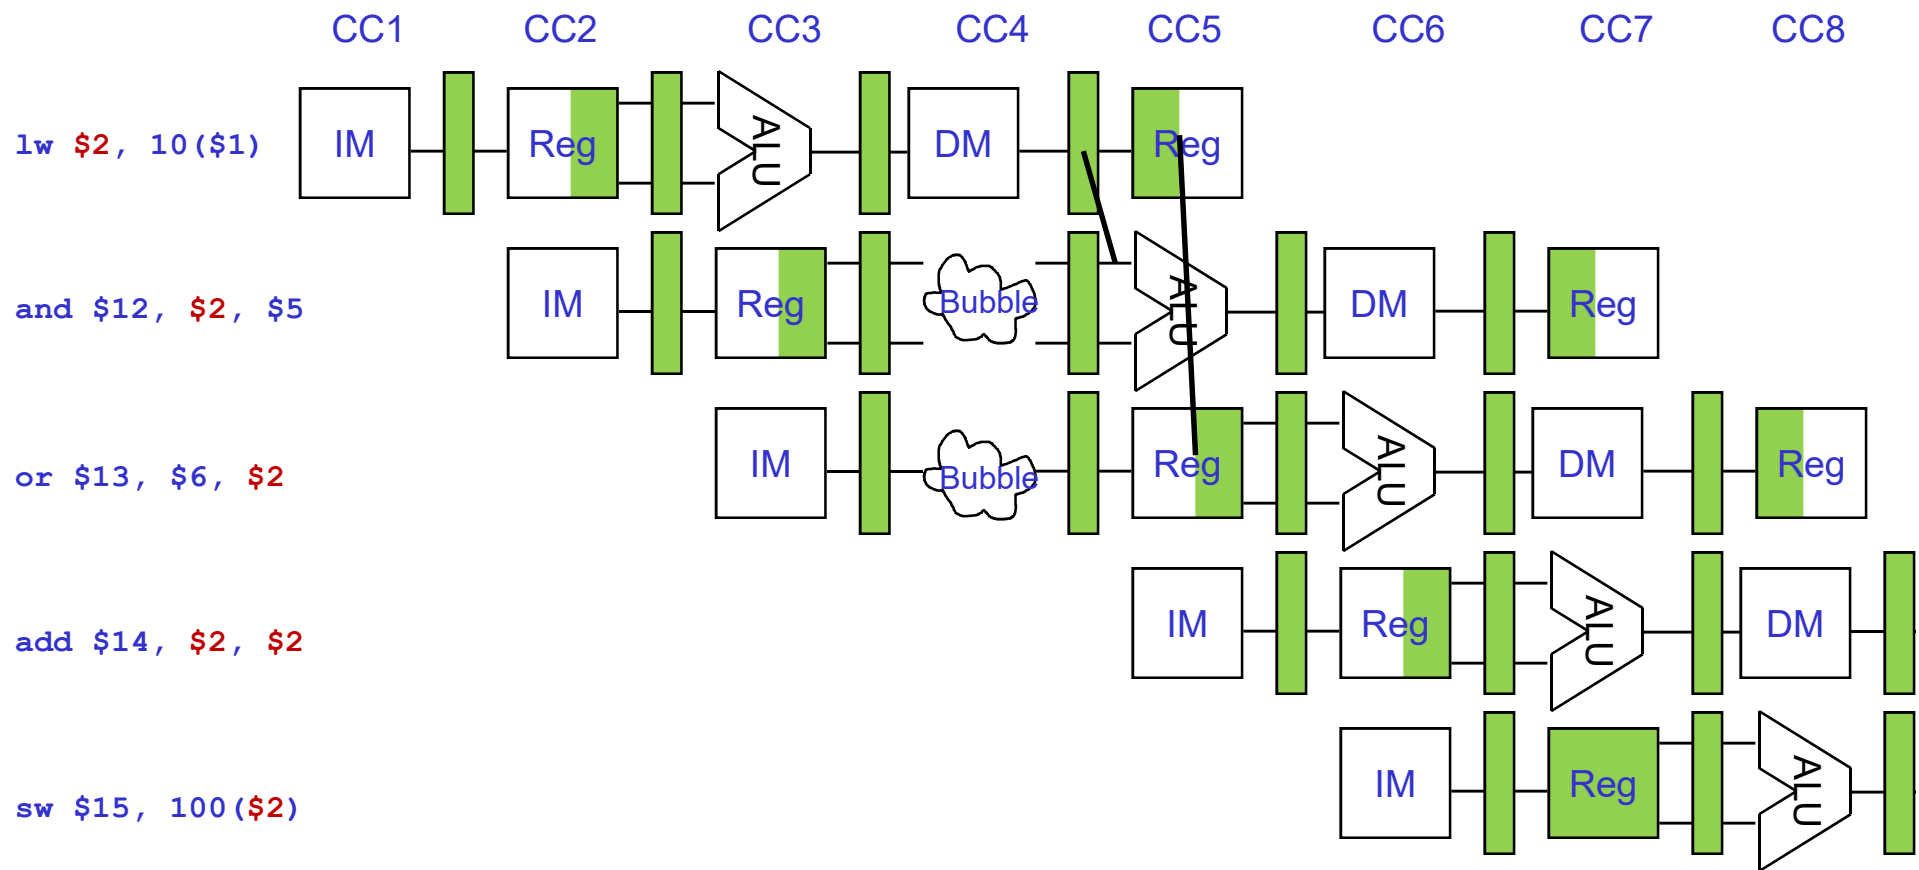 CC1 CC2 CC3 CC4 CC5 CC6 CC7 CC8
lw $2, 10($1) IM Reg ALU DM Reg
and $12, $2, $5 IM Reg Bubble ALU DM Reg
or $13, $6, $2 IM Bubble Reg ALU DM Reg
add $14, $2, $2 IM Reg ALU DM
sw $15, 100($2) IM Reg ALU